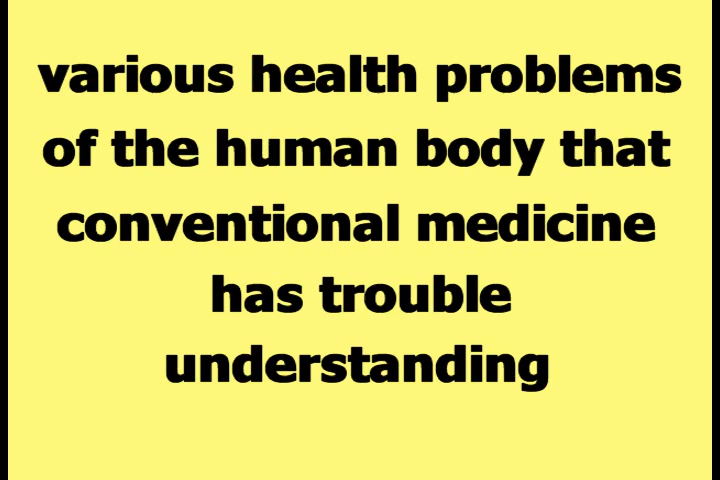 various health problems
of the human body that
conventional medicine
has trouble
understanding